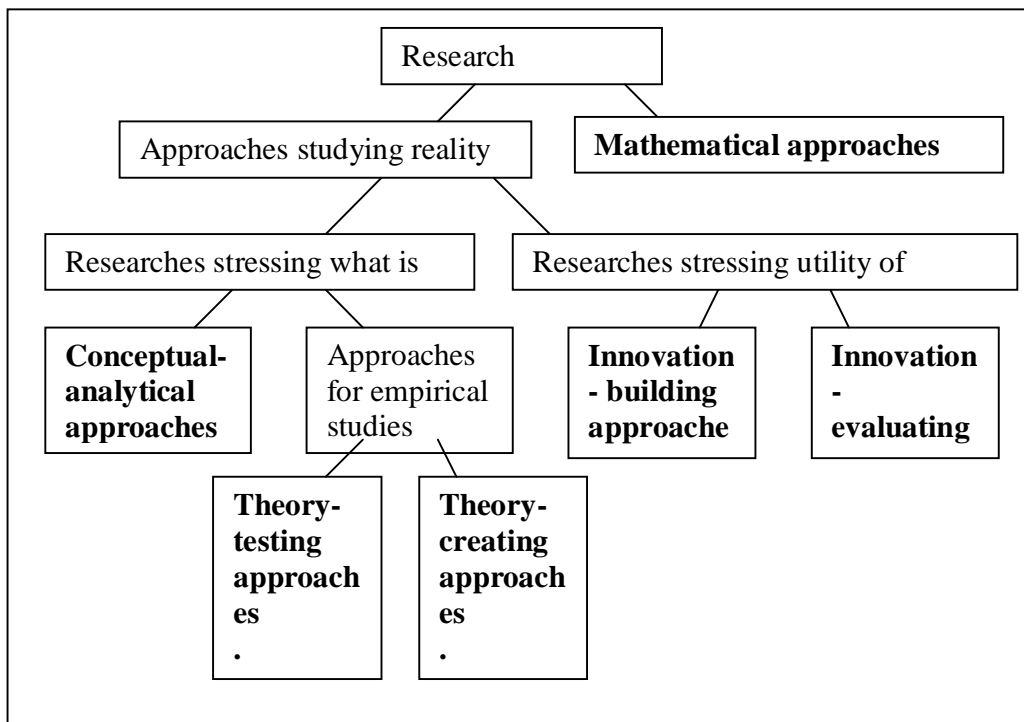 Research
Approaches studying reality
Mathematical approaches
Researches stressing what is
Researches stressing utility of
Conceptual-
analytical
approaches
Approaches
for empirical
studies
Innovation
- building
approache
Innovation
-
evaluating
Theory-
testing
approach
es
.
Theory-
creating
approach
es
.